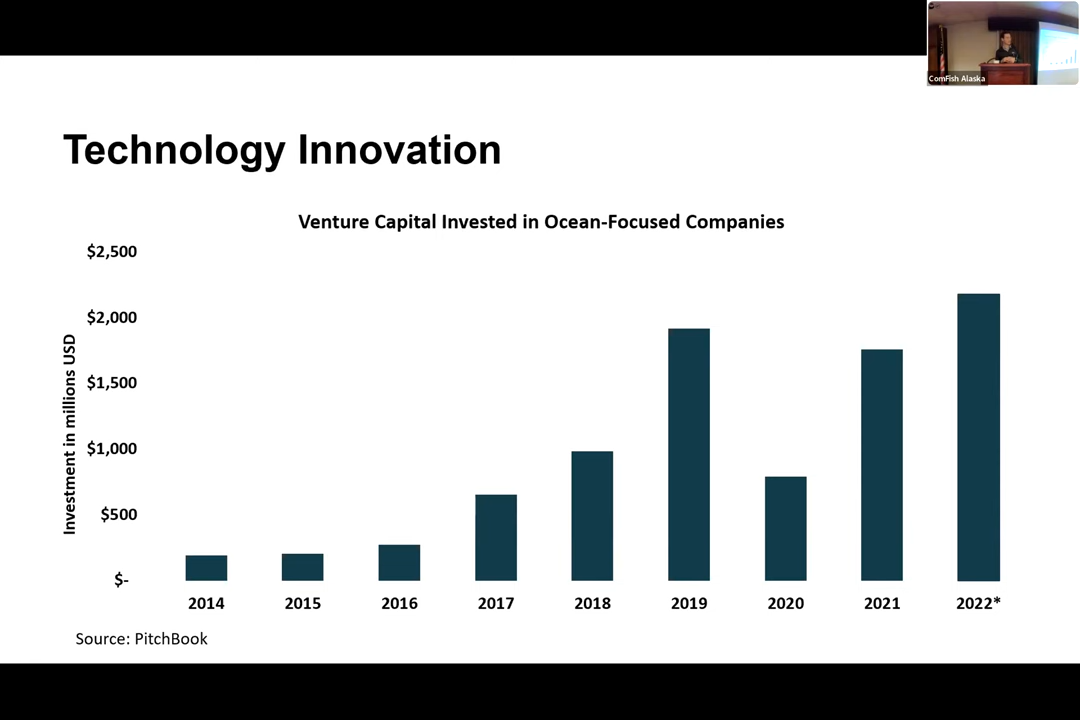 ComFish Alaska
Technology Innovation
Venture Capital Invested in Ocean-Focused Companies
Investment in millions USD
$2,500
$2,000
$1,500
$1,000
$500
$-
2014 2015 2016 2017 2018 2019 2020 2021 2022*
Source: PitchBook